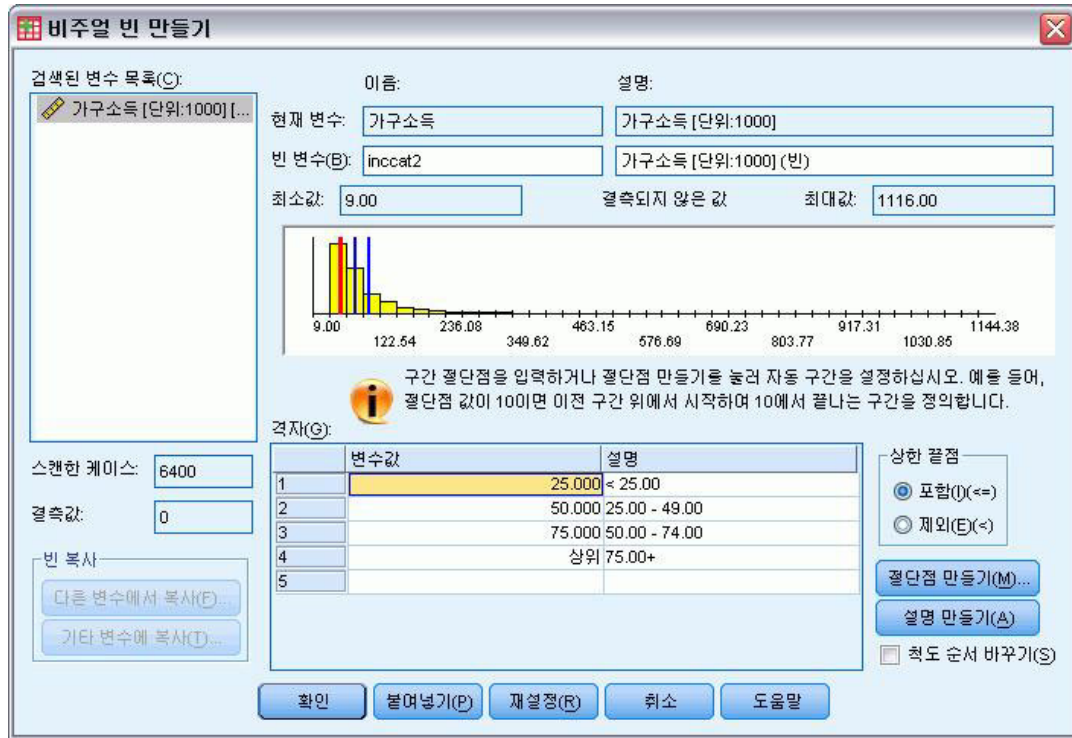 비주얼 빈 만들기
검색된 변수 목록(C):
가구소득 [단위:1000] [...
이름:
설명:
현재 변수:
가구소득
가구소득 [단위:1000]
빈 변수(B):
inccat2
가구소득 [단위:1000] (빈)
최소값:
9.00
결측되지 않은 값
최대값:
1116.00
9.00
236.08
463.15
690.23
917.31
1144.38
122.54
349.62
576.69
803.77
1030.85
구간 절단점을 입력하거나 절단점 만들기를 눌러 자동 구간을 설정하십시오. 예를 들어,
절단점 값이 10이면 이전 구간 위에서 시작하여 10에서 끝나는 구간을 정의합니다.
격자(G):
변수값 설명
1 25.000 < 25.00
2 50.000 25.00 - 49.00
3 75.000 50.00 - 74.00
4 상위 75.00+
5
스캔한 케이스:
6400
결측값:
0
빈 복사
다른 변수에서 복사(F)...
기타 변수에 복사(T)...
상한 끝점
포함(I)(<=)
제외(E)(<)
절단점 만들기(M)...
설명 만들기(A)
척도 순서 바꾸기(S)
확인
붙여넣기(P)
재설정(R)
취소
도움말